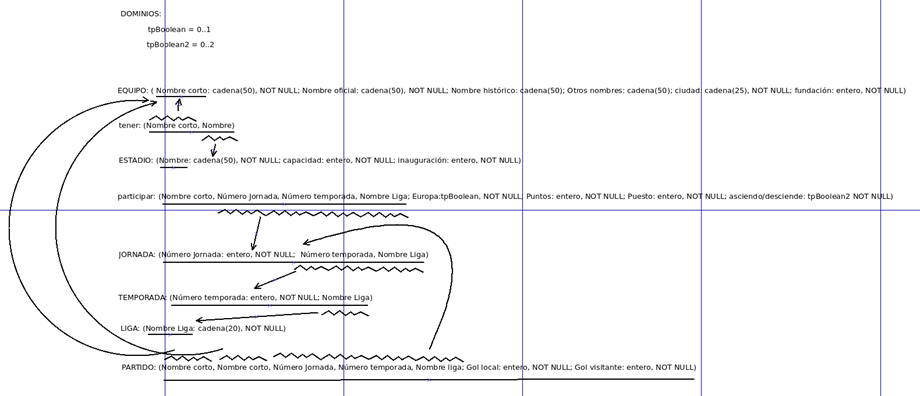 DOMINIOS:
tpBoolean = 0..1
tpBoolean2 = 0..2
EQUIPO: ( Nombre corto: cadena(50), NOT NULL; Nombre oficial: cadena(50), NOT NULL; Nombre histórico: cadena(50); Otros nombres: cadena(50); ciudad: cadena(25), NOT NULL; fundación: entero, NOT NULL)
tener: (Nombre corto, Nombre)
ESTADIO: (Nombre: cadena(50), NOT NULL; capacidad: entero, NOT NULL; inauguración: entero, NOT NULL)
participar: (Nombre corto, Número Jornada, Número temporada, Nombre Liga; Europa:tpBoolean, NOT NULL; Puntos: entero, NOT NULL; Puesto: entero, NOT NULL; asciendo/desciende: tpBoolean2 NOT NULL)
JORNADA: (Número Jornada: entero, NOT NULL; Número temporada, Nombre Liga)
TEMPORADA: (Número temporada: entero, NOT NULL; Nombre Liga)
LIGA: (Nombre Liga: cadena(20), NOT NULL)
PARTIDO: (Nombre corto, Nombre corto, Número Jornada, Número temporada, Nombre liga; Gol local: entero, NOT NULL; Gol visitante: entero, NOT NULL)